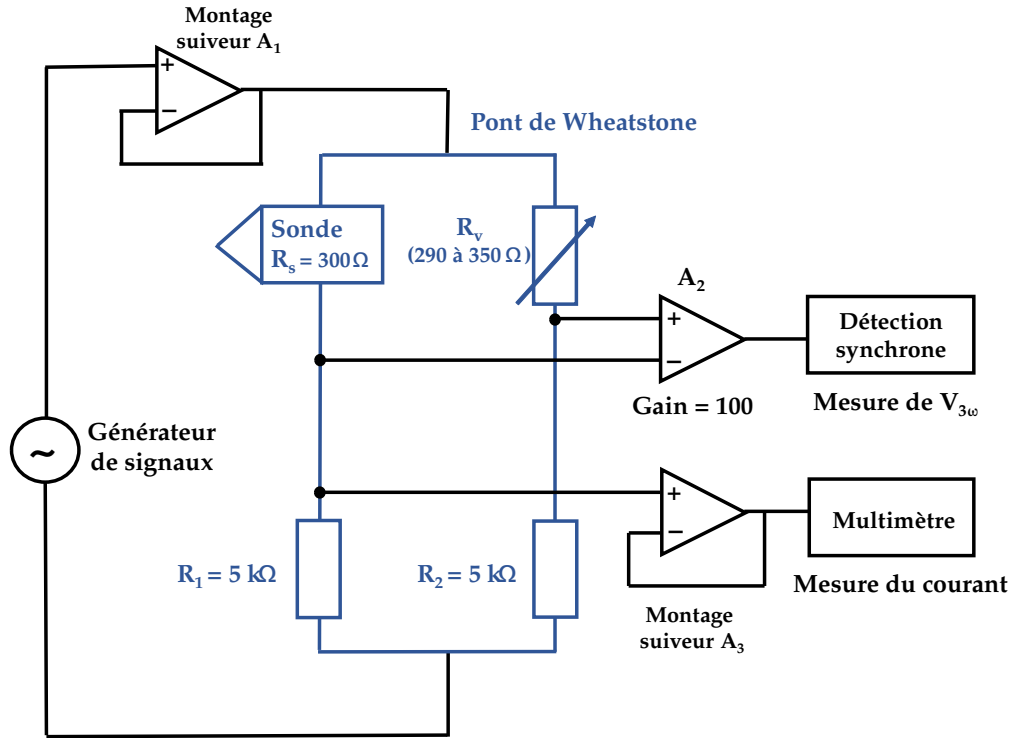 Montage
suiveur A₁
+
−
Pont de Wheatstone
Sonde
Rₛ = 300 Ω
Rᵥ
(290 à 350 Ω)
A₂
+
−
Gain = 100
Détection
synchrone
Mesure de V₃ω
~
Générateur
de signaux
+
−
Multimètre
Mesure du courant
R₁ = 5 kΩ
R₂ = 5 kΩ
Montage
suiveur A₃